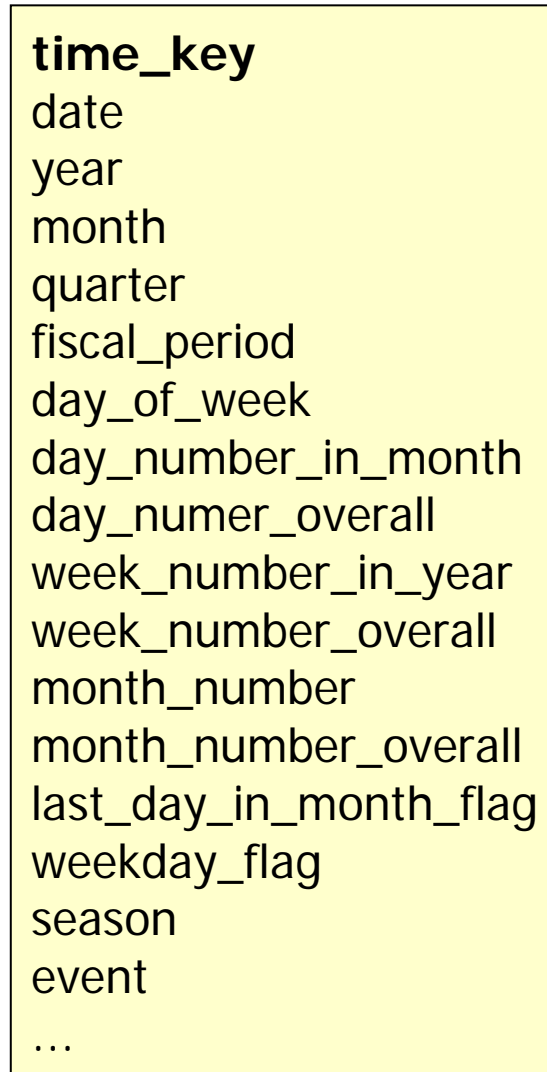 time_key
date
year
month
quarter
fiscal_period
day_of_week
day_number_in_month
day_numer_overall
week_number_in_year
week_number_overall
month_number
month_number_overall
last_day_in_month_flag
weekday_flag
season
event
…